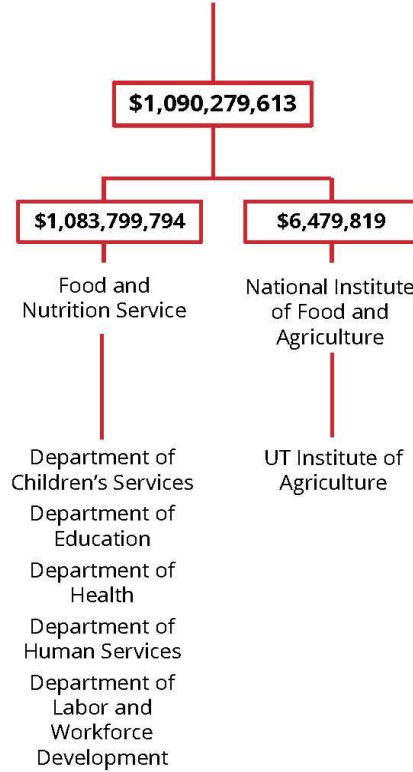 $1,090,279,613
$1,083,799,794
$6,479,819
Food and
Nutrition Service
National Institute
of Food and
Agriculture
Department of
Children’s Services
Department of
Education
Department of
Health
Department of
Human Services
Department of
Labor and
Workforce
Development
UT Institute of
Agriculture